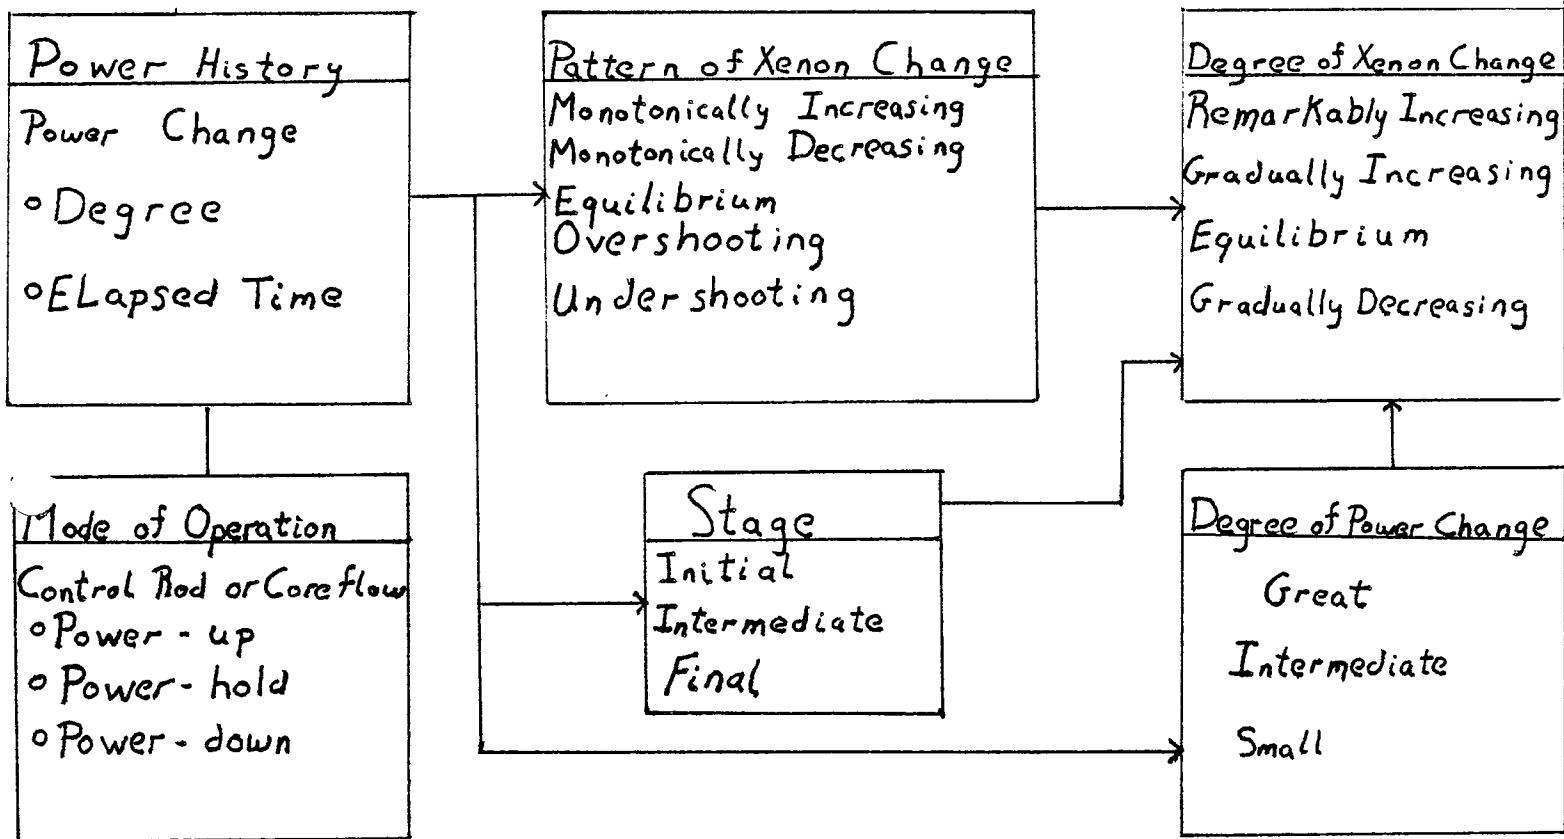 Power History
Power Change
° Degree
° ELapsed Time
Pattern of Xenon Change
Monotonically Increasing
Monotonically Decreasing
Equilibrium
Overshooting
Undershooting
Degree of Xenon Change
Remarkably Increasing
Gradually Increasing
Equilibrium
Gradually Decreasing
Mode of Operation
Control Rod or Coreflow
° Power - up
° Power - hold
° Power - down
Stage
Initial
Intermediate
Final
Degree of Power Change
Great
Intermediate
Small